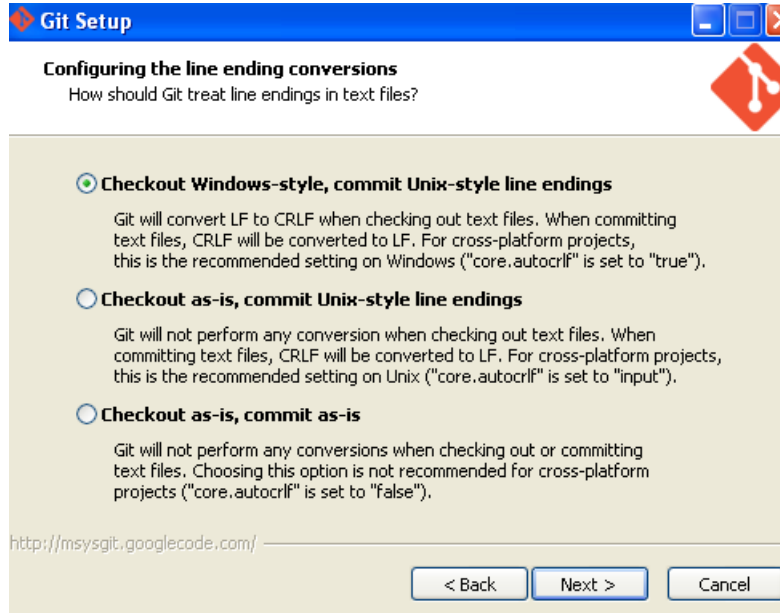 Git Setup
Configuring the line ending conversions
How should Git treat line endings in text files?
Checkout Windows-style, commit Unix-style line endings
Git will convert LF to CRLF when checking out text files. When committing
text files, CRLF will be converted to LF. For cross-platform projects,
this is the recommended setting on Windows ("core.autocrlf" is set to "true").
Checkout as-is, commit Unix-style line endings
Git will not perform any conversion when checking out text files. When
committing text files, CRLF will be converted to LF. For cross-platform projects,
this is the recommended setting on Unix ("core.autocrlf" is set to "input").
Checkout as-is, commit as-is
Git will not perform any conversions when checking out or committing
text files. Choosing this option is not recommended for cross-platform
projects ("core.autocrlf" is set to "false").
http://msysgit.googlecode.com/
< Back Next > Cancel